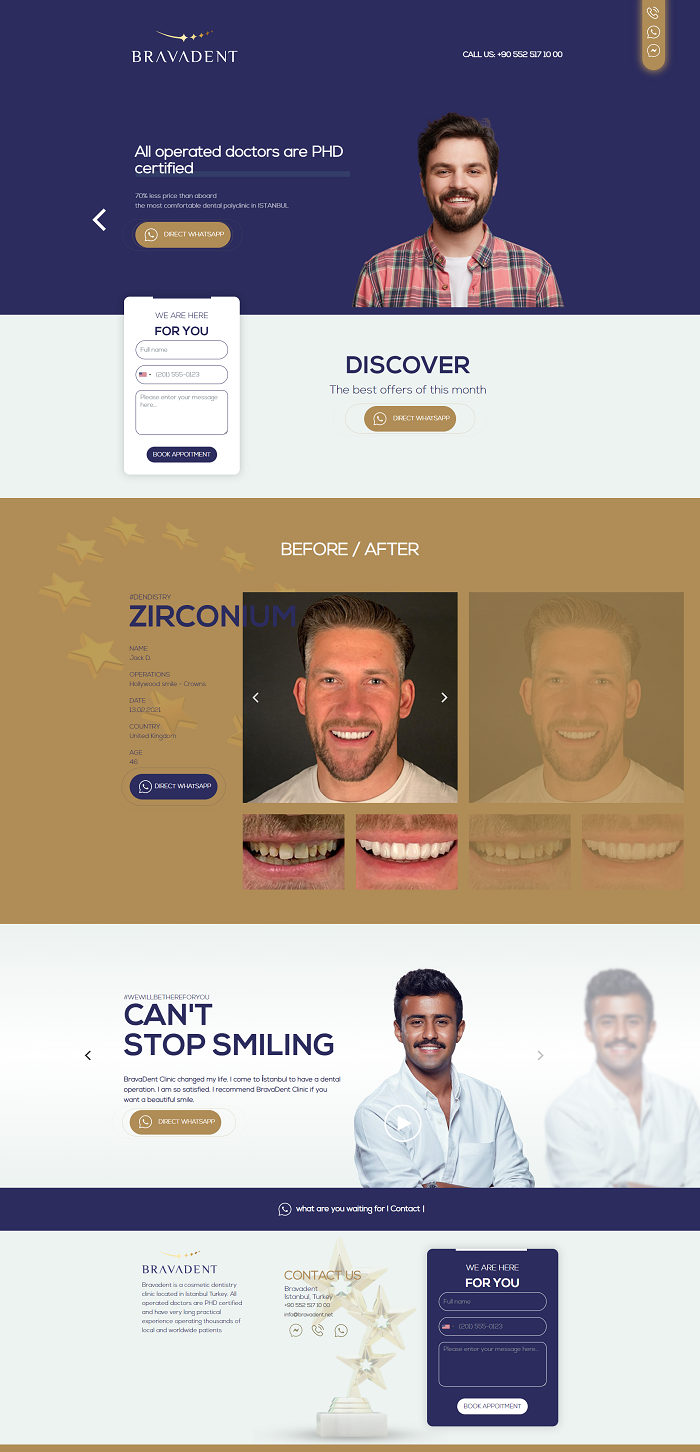 BRAVADENT
CALL US: +90 552 517 10 00
All operated doctors are PHD
certified
70% less price than aboard
the most comfortable dental polyclinic in ISTANBUL
DIRECT WHATSAPP
WE ARE HERE
FOR YOU
Full name
(201) 555-0123
Please enter your message
here...
BOOK APPOITMENT
DISCOVER
The best offers of this month
DIRECT WHATSAPP
BEFORE / AFTER
#DENDISTRY
ZIRCONIUM
NAME
Jack D.
OPERATIONS
Hollywood smile - Crowns
DATE
13.02.2021
COUNTRY
United Kingdom
AGE
46
DIRECT WHATSAPP
#WEWILLBETHEREFORYOU
CAN'T
STOP SMILING
BravaDent Clinic changed my life. I come to İstanbul to have a dental
operation. I am so satisfied. I recommend BravaDent Clinic if you
want a beautiful smile.
DIRECT WHATSAPP
what are you waiting for ! Contact |
BRAVADENT
Bravadent is a cosmetic dentistry
clinic located in Istanbul Turkey. All
operated doctors are PHD certified
and have very long practical
experience operating thousands of
local and worldwide patients
CONTACT US
Bravadent
Istanbul, Turkey
+90 552 517 10 00
info@bravadent.net
WE ARE HERE
FOR YOU
Full name
(201) 555-0123
Please enter your message here...
BOOK APPOITMENT